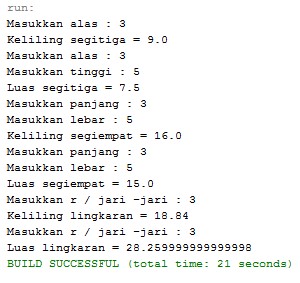 run:
Masukkan alas : 3
Keliling segitiga = 9.0
Masukkan alas : 3
Masukkan tinggi : 5
Luas segitiga = 7.5
Masukkan panjang : 3
Masukkan lebar : 5
Keliling segiempat = 16.0
Masukkan panjang : 3
Masukkan lebar : 5
Luas segiempat = 15.0
Masukkan r / jari -jari : 3
Keliling lingkaran = 18.84
Masukkan r / jari -jari : 3
Luas lingkaran = 28.259999999999998
BUILD SUCCESSFUL (total time: 21 seconds)